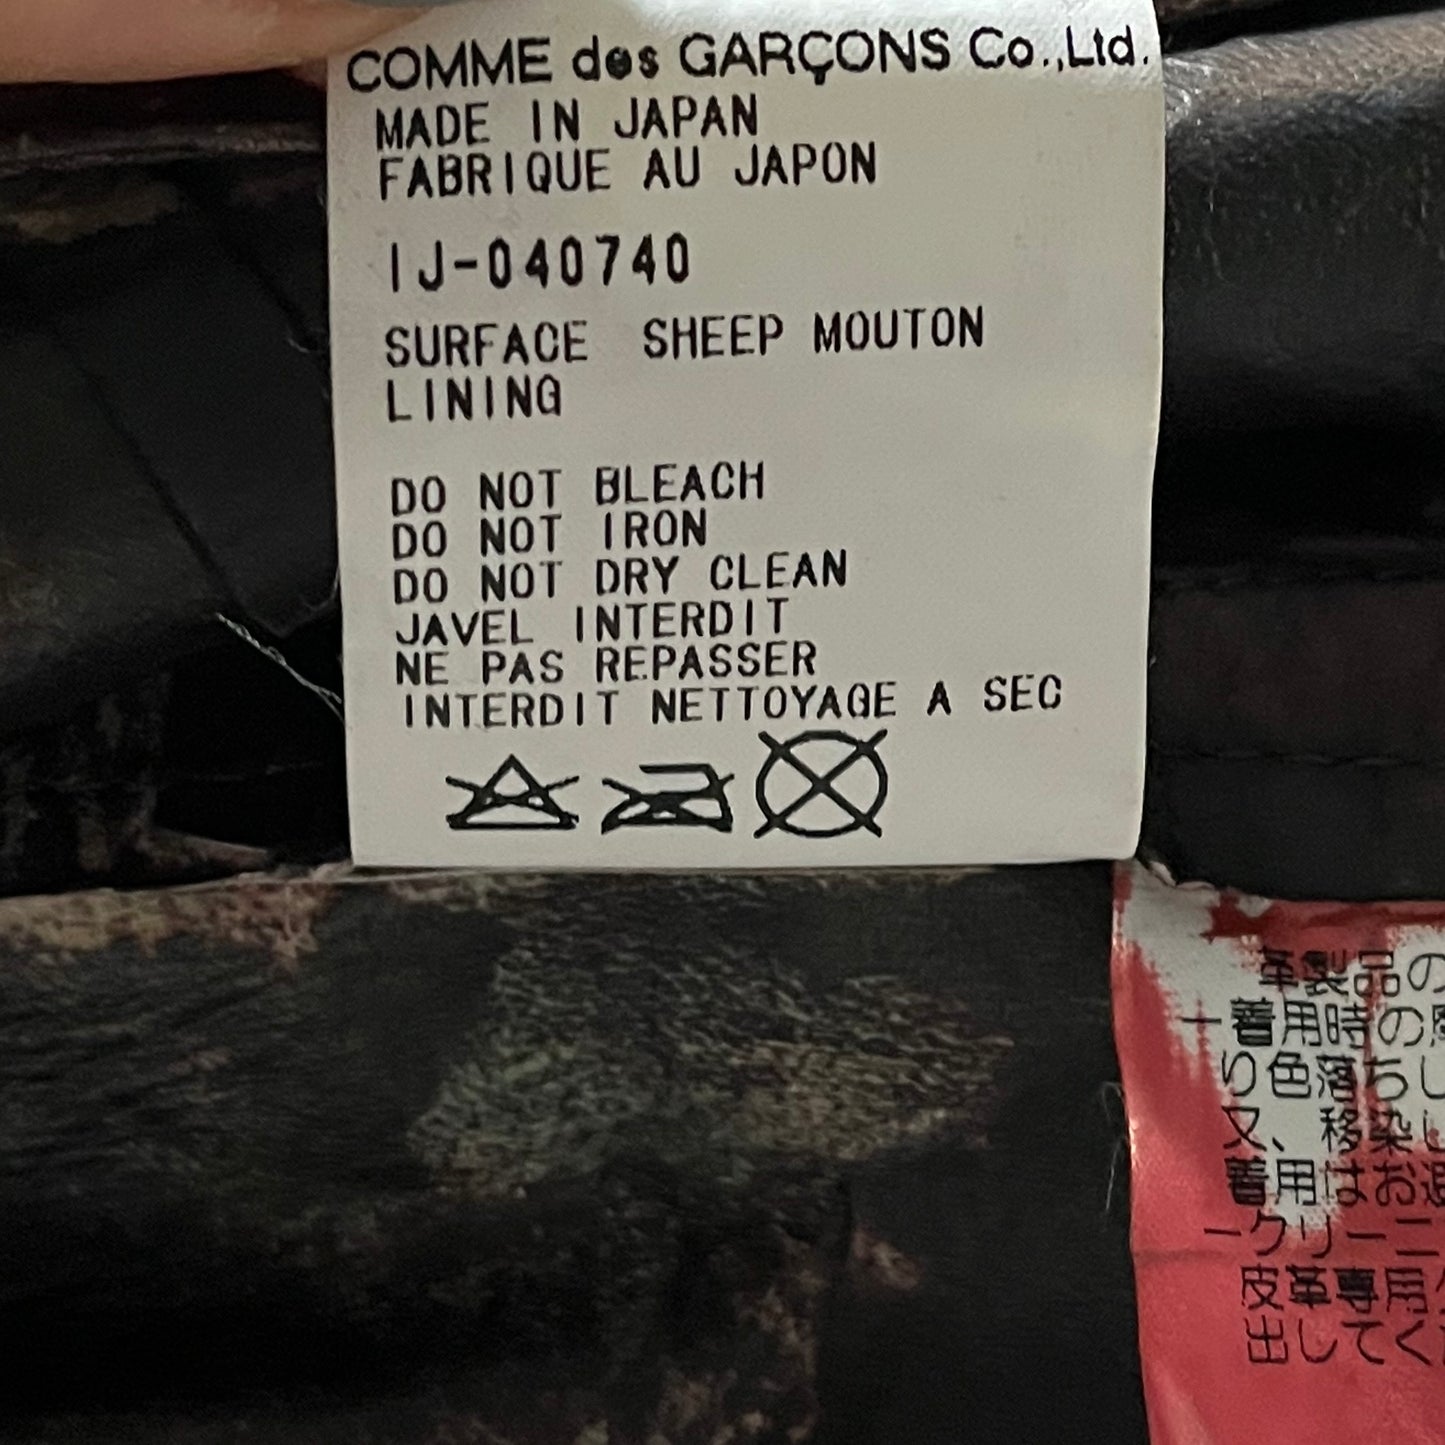 COMME des GARÇONS Co.,Ltd.
MADE IN JAPAN
FABRIQUE AU JAPON
IJ-040740
SURFACE SHEEP MOUTON
LINING
DO NOT BLEACH
DO NOT IRON
DO NOT DRY CLEAN
JAVEL INTERDIT
NE PAS REPASSER
INTERDIT NETTOYAGE A SEC
革製品の
ー着用時の
り色落ちし
又、移染し
着用はお
ークリーニ
皮革専用ク
出してく